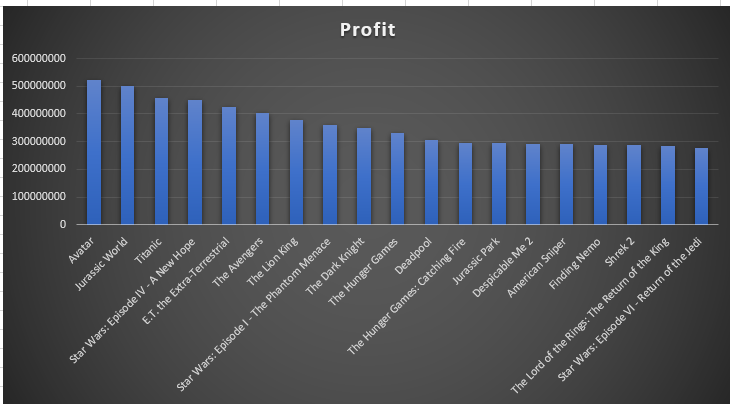 Profit
600000000
500000000
400000000
300000000
200000000
100000000
0
Avatar
Jurassic World
Titanic
Star Wars: Episode IV - A New Hope
E.T. the Extra-Terrestrial
The Avengers
The Lion King
Star Wars: Episode I - The Phantom Menace
The Dark Knight
The Hunger Games
Deadpool
The Hunger Games: Catching Fire
Jurassic Park
Despicable Me 2
American Sniper
Finding Nemo
Shrek 2
The Lord of the Rings: The Return of the King
Star Wars: Episode VI - Return of the Jedi